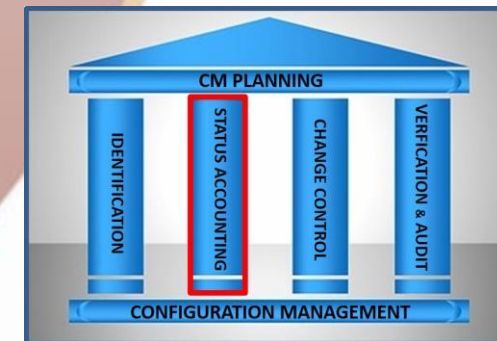 CM PLANNING
IDENTIFICATION
STATUS ACCOUNTING
CHANGE CONTROL
VERFICATION & AUDIT
CONFIGURATION MANAGEMENT